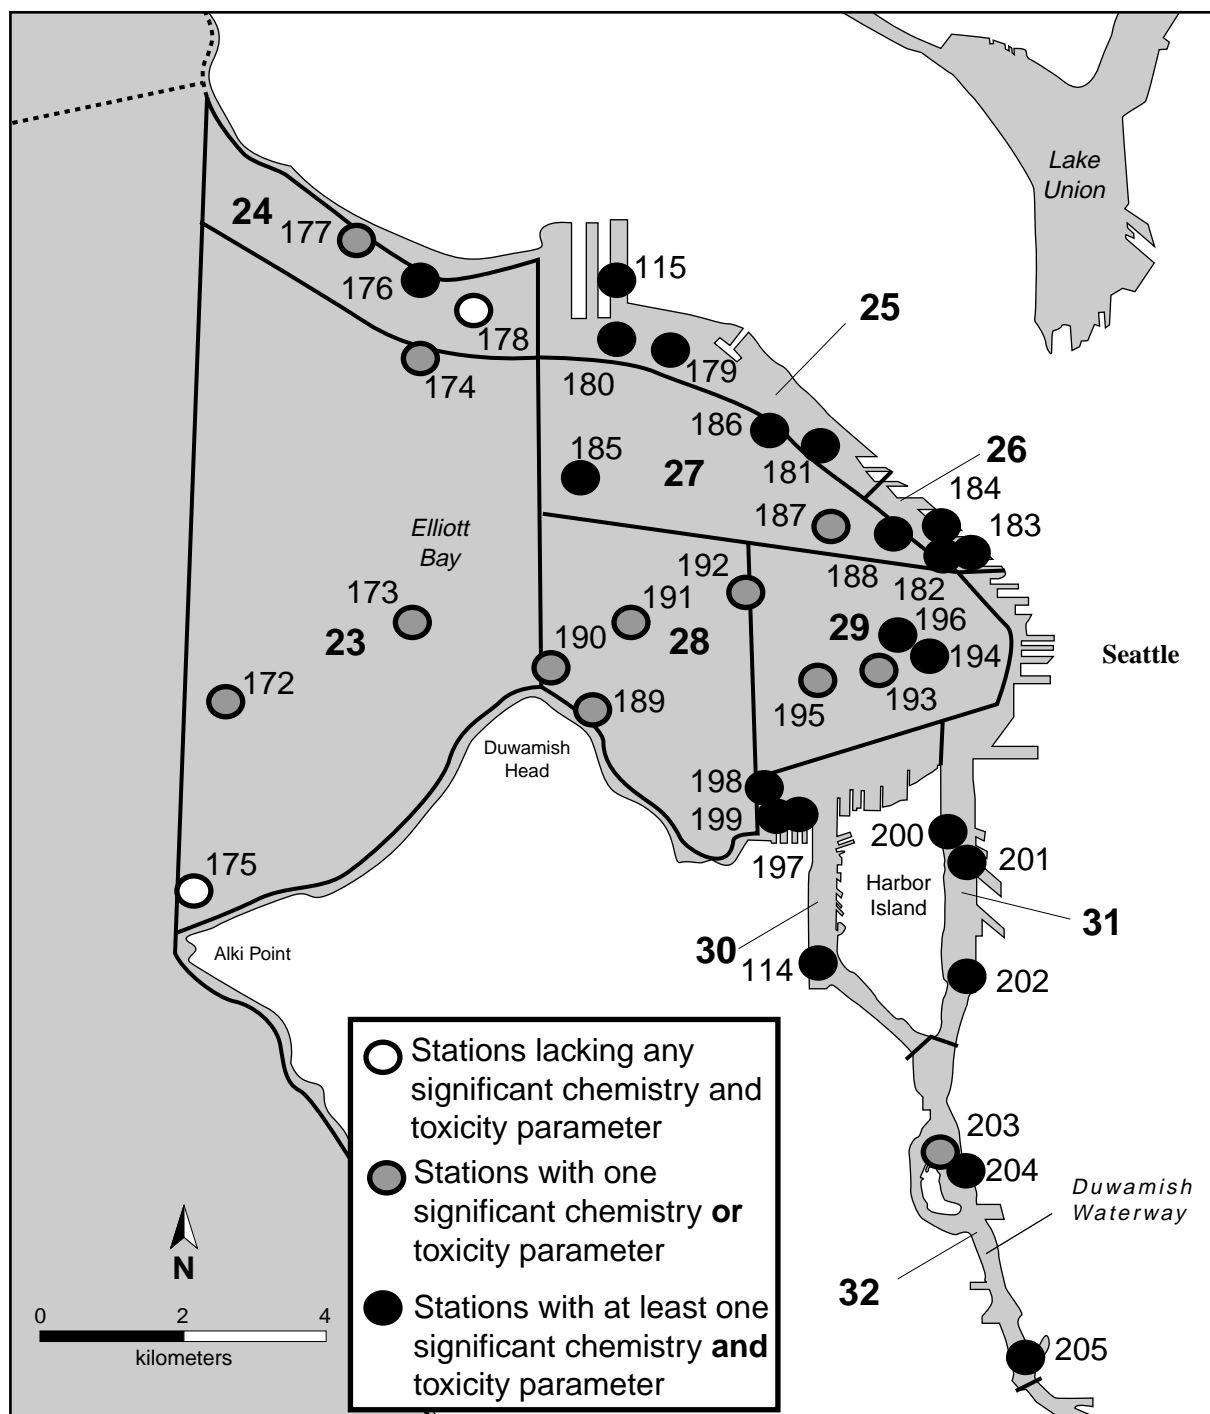 Lake
Union
24
177
176
178
174
115
25
179
180
186
181
26
184
183
185
27
187
188
182
Elliott
Bay
192
191
173
23
190
28
29
196
194
Seattle
172
189
195
193
Duwamish
Head
198
199
197
200
201
175
Harbor
Island
31
30
114
202
Alki Point
Stations lacking any
significant chemistry and
toxicity parameter
Stations with one
significant chemistry or
toxicity parameter
Stations with at least one
significant chemistry and
toxicity parameter
203
204
Duwamish
Waterway
32
205
N
0 2 4
kilometers